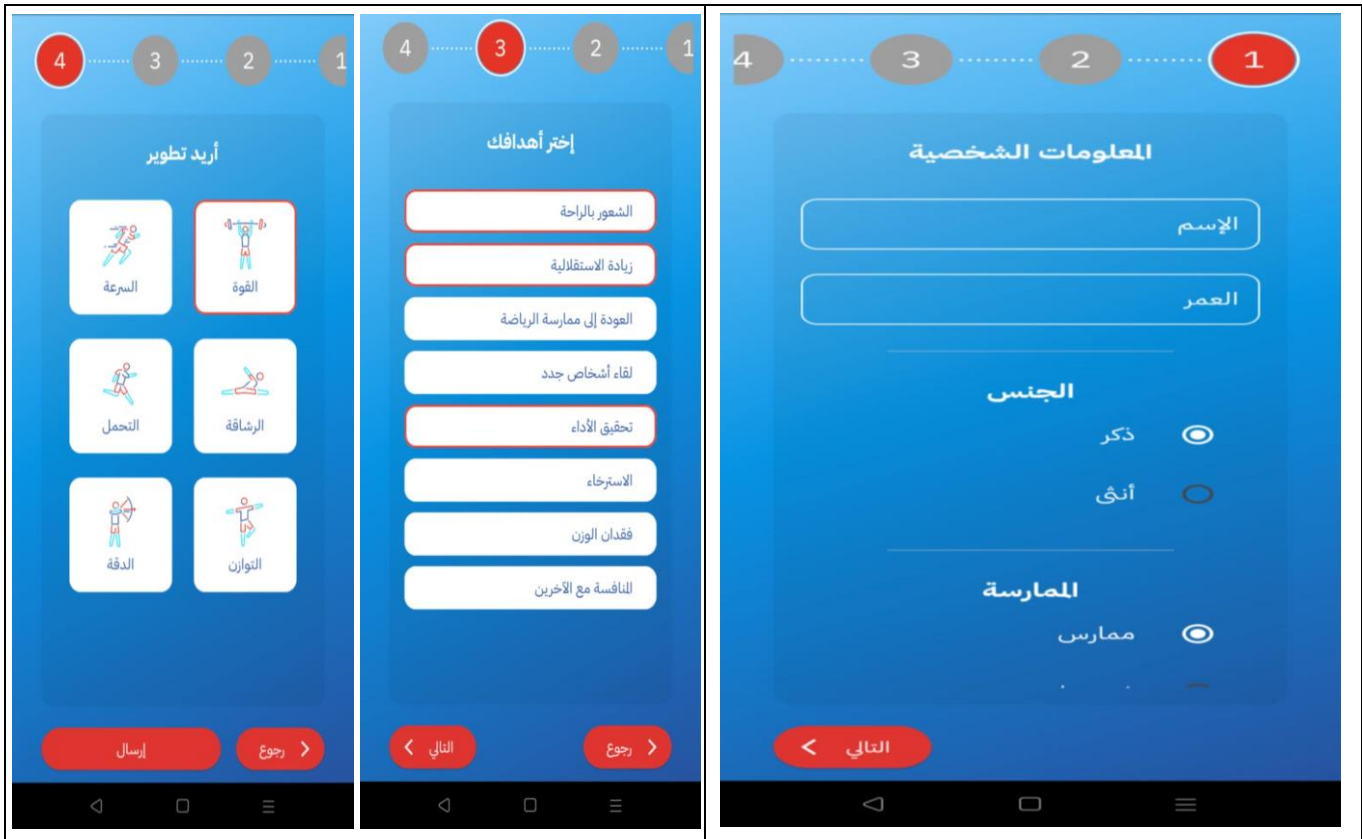 1 2 3 4
المعلومات الشخصية
الإسم
العمر
الجنس
ذكر
أنثى
الممارسة
ممارس
التالي
1 2 3 4
إختر أهدافك
الشعور بالراحة
زيادة الاستقلالية
العودة إلى ممارسة الرياضة
لقاء أشخاص جدد
تحقيق الأداء
الاسترخاء
فقدان الوزن
المنافسة مع الآخرين
رجوع
التالي
1 2 3 4
أريد تطوير
القوة
السرعة
الرشاقة
التحمل
التوازن
الدقة
رجوع
إرسال